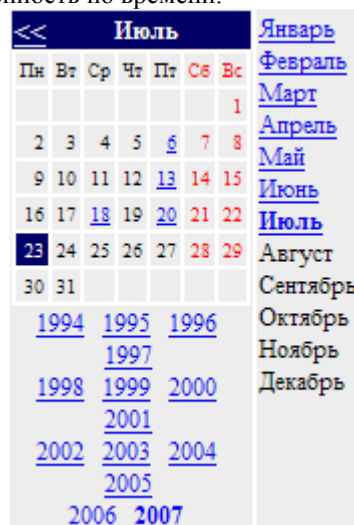 ность по времени.
<< Июль
Пн Вт Ср Чт Пт Сб Вс
1
2 3 4 5 6 7 8
9 10 11 12 13 14 15
16 17 18 19 20 21 22
23 24 25 26 27 28 29
30 31
1994 1995 1996
1997
1998 1999 2000
2001
2002 2003 2004
2005
2006 2007
Январь
Февраль
Март
Апрель
Май
Июнь
Июль
Август
Сентябрь
Октябрь
Ноябрь
Декабрь